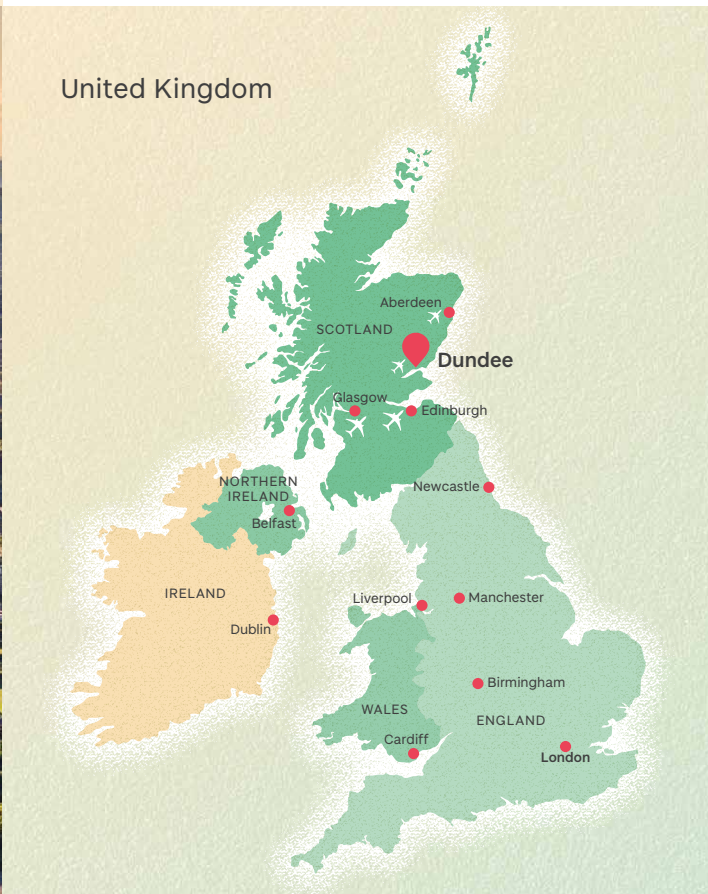 United Kingdom
Aberdeen
SCOTLAND
Dundee
Glasgow
Edinburgh
NORTHERN
IRELAND
Newcastle
Belfast
IRELAND
Liverpool
Manchester
Dublin
Birmingham
WALES
ENGLAND
Cardiff
London